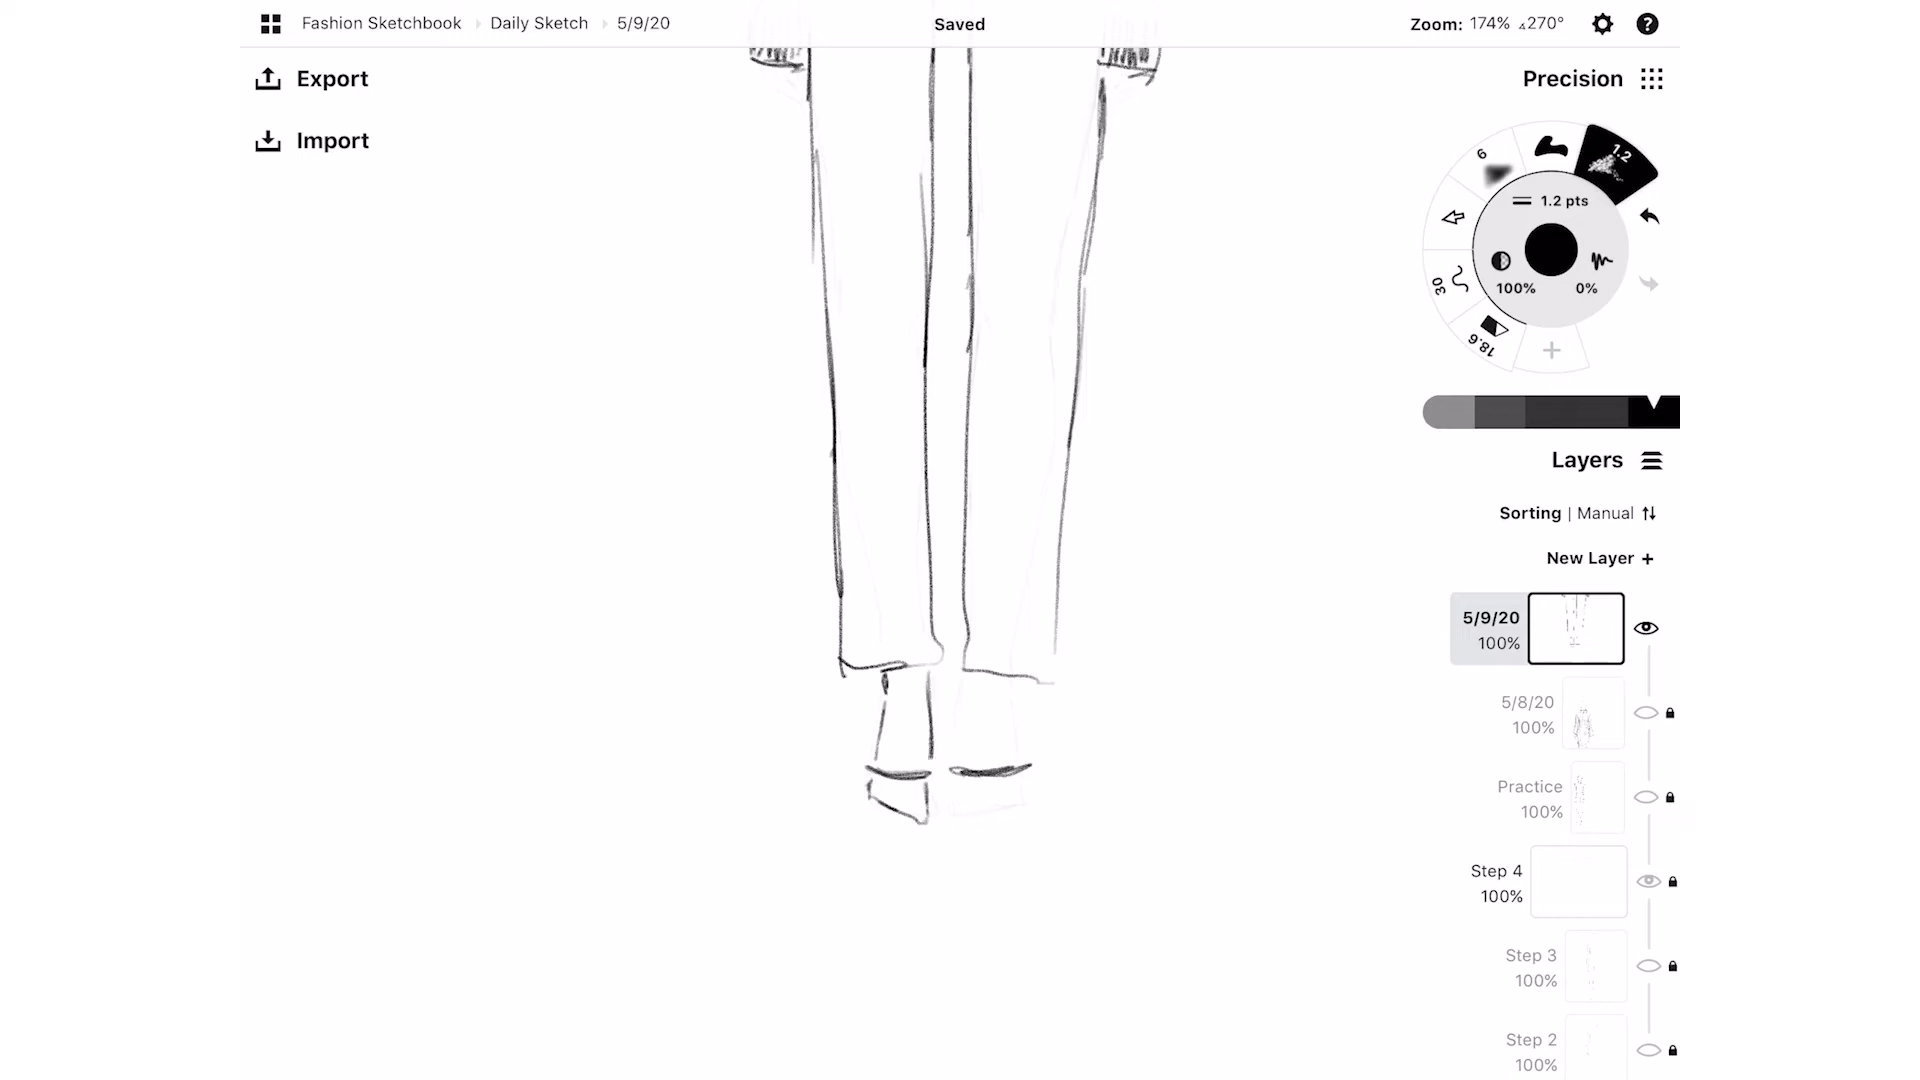 Fashion Sketchbook Daily Sketch 5/9/20
Saved
Zoom: 174% ⊿270°
?
Export
Import
Precision
1.2
6
30
18.6
1.2 pts
100%
0%
Layers
Sorting | Manual
New Layer +
5/9/20
100%
5/8/20
100%
Practice
100%
Step 4
100%
Step 3
100%
Step 2
100%